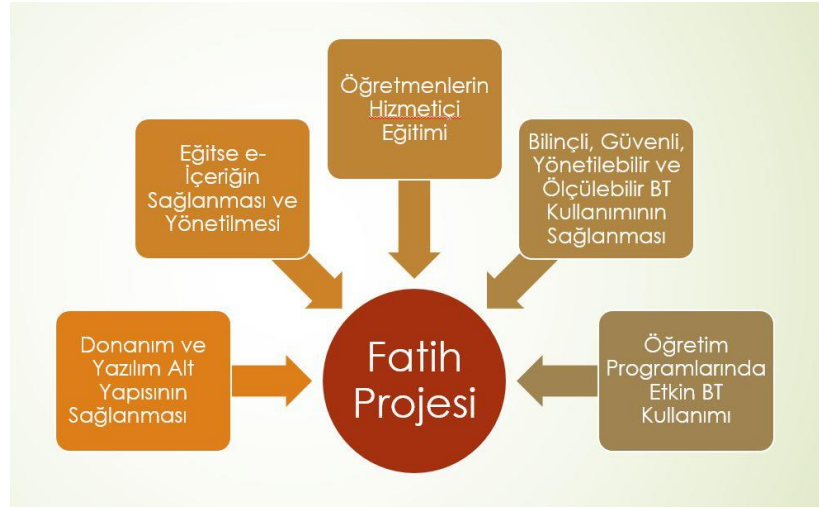 Öğretmenlerin
Hizmetiçi
Eğitimi
Eğitse e-
İçeriğin
Sağlanması ve
Yönetilmesi
Bilinçli, Güvenli,
Yönetilebilir ve
Ölçülebilir BT
Kullanımının
Sağlanması
Donanım ve
Yazılım Alt
Yapısının
Sağlanması
Fatih
Projesi
Öğretim
Programlarında
Etkin BT
Kullanımı